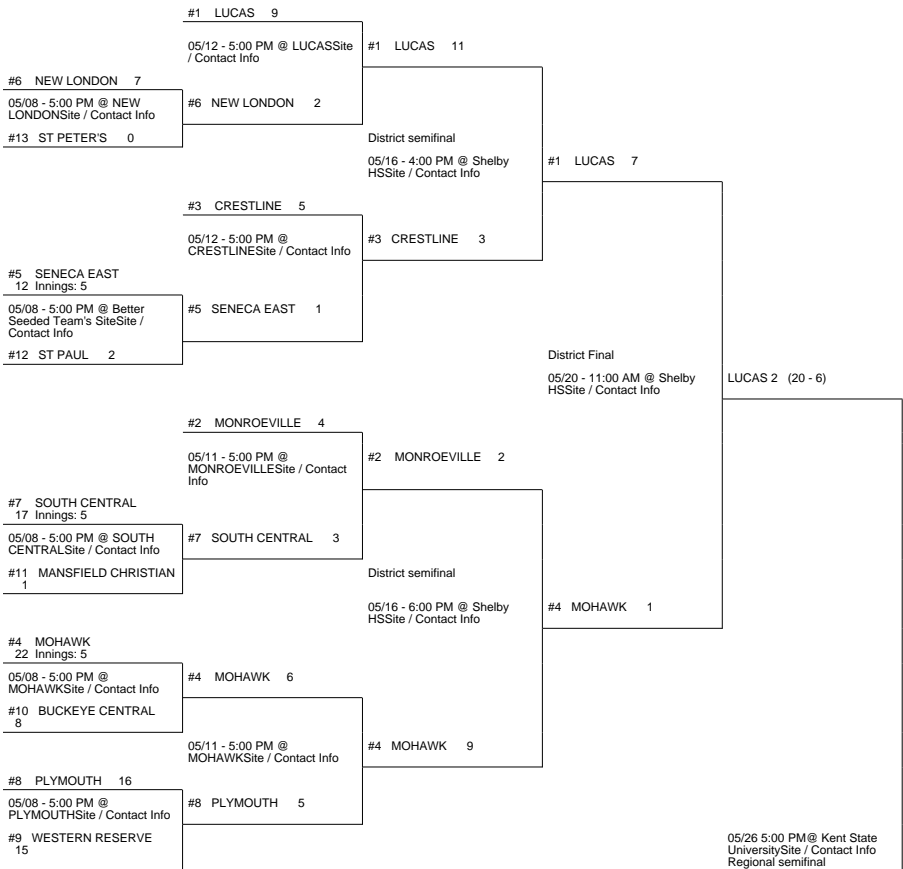 #1 LUCAS 9
05/12 - 5:00 PM @ LUCASSite
/ Contact Info
#1 LUCAS 11
#6 NEW LONDON 7
05/08 - 5:00 PM @ NEW
LONDONSite / Contact Info
#6 NEW LONDON 2
#13 ST PETER'S 0
District semifinal
05/16 - 4:00 PM @ Shelby
HSSite / Contact Info
#1 LUCAS 7
#3 CRESTLINE 5
05/12 - 5:00 PM @
CRESTLINESite / Contact Info
#3 CRESTLINE 3
#5 SENECA EAST
12 Innings: 5
05/08 - 5:00 PM @ Better
Seeded Team's SiteSite /
Contact Info
#5 SENECA EAST 1
#12 ST PAUL 2
District Final
05/20 - 11:00 AM @ Shelby
HSSite / Contact Info
LUCAS 2 (20 - 6)
#2 MONROEVILLE 4
05/11 - 5:00 PM @
MONROEVILLESite / Contact
Info
#2 MONROEVILLE 2
#7 SOUTH CENTRAL
17 Innings: 5
05/08 - 5:00 PM @ SOUTH
CENTRALSite / Contact Info
#7 SOUTH CENTRAL 3
#11 MANSFIELD CHRISTIAN
1
District semifinal
05/16 - 6:00 PM @ Shelby
HSSite / Contact Info
#4 MOHAWK 1
#4 MOHAWK
22 Innings: 5
05/08 - 5:00 PM @
MOHAWKSite / Contact Info
#4 MOHAWK 6
#10 BUCKEYE CENTRAL
8
05/11 - 5:00 PM @
MOHAWKSite / Contact Info
#4 MOHAWK 9
#8 PLYMOUTH 16
05/08 - 5:00 PM @
PLYMOUTHSite / Contact Info
#8 PLYMOUTH 5
#9 WESTERN RESERVE
15
05/26 5:00 PM@ Kent State
UniversitySite / Contact Info
Regional semifinal